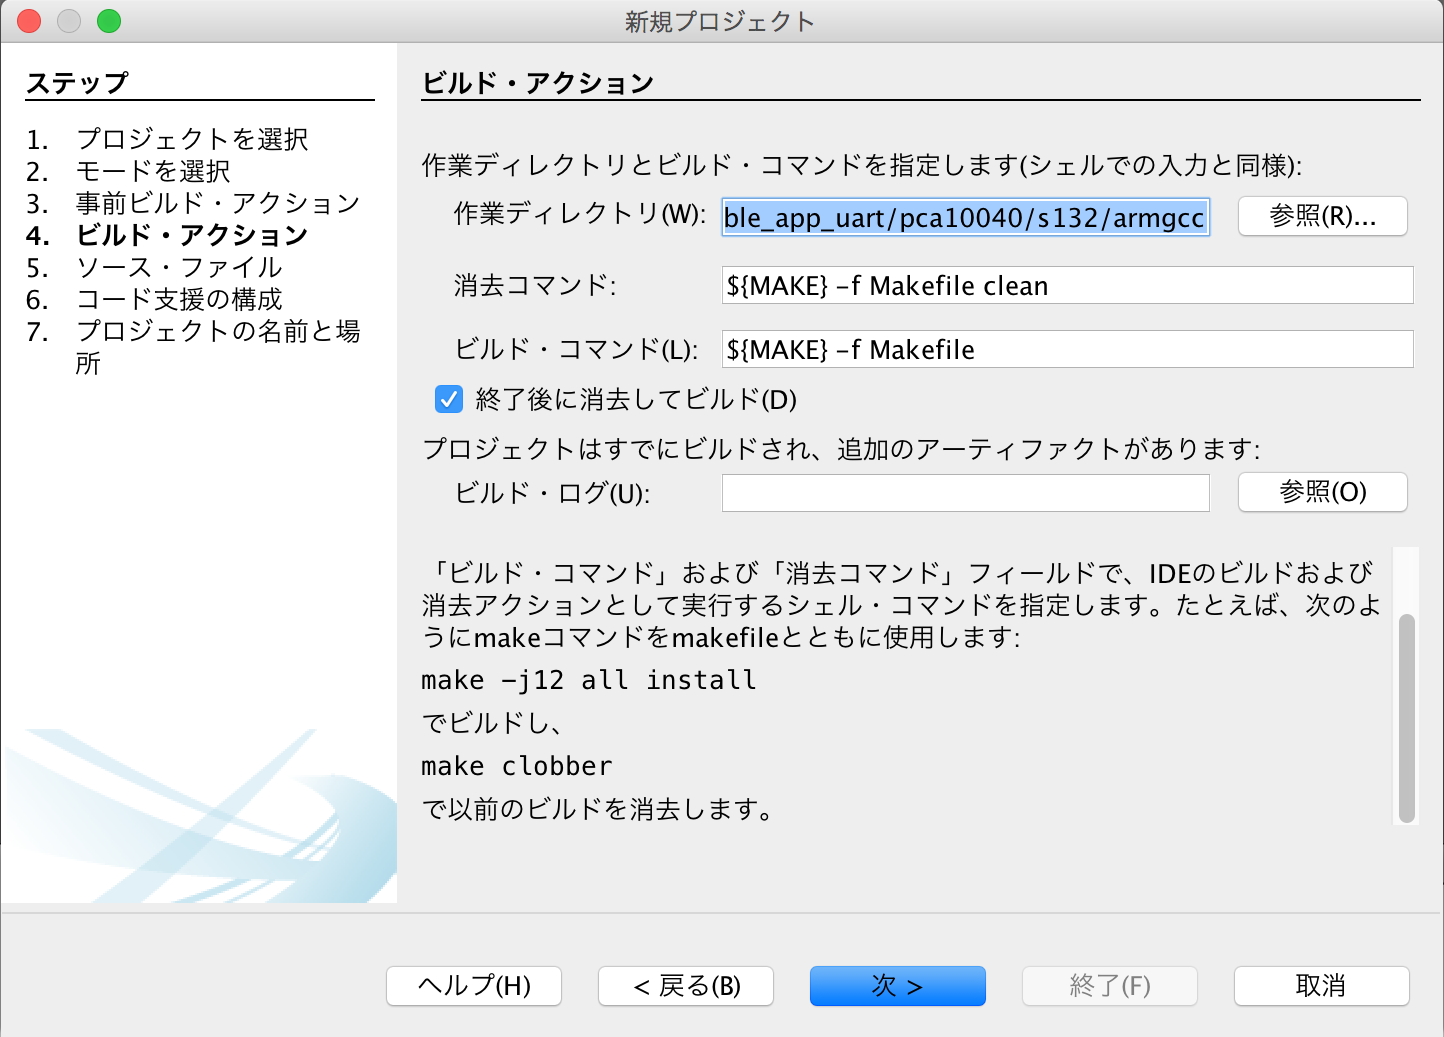 新規プロジェクト
ステップ
1. プロジェクトを選択
2. モードを選択
3. 事前ビルド・アクション
4. ビルド・アクション
5. ソース・ファイル
6. コード支援の構成
7. プロジェクトの名前と場
所
ビルド・アクション
作業ディレクトリとビルド・コマンドを指定します(シェルでの入力と同様):
作業ディレクトリ(W): ble_app_uart/pca10040/s132/armgcc 参照(R)...
消去コマンド: ${MAKE} -f Makefile clean
ビルド・コマンド(L): ${MAKE} -f Makefile
終了後に消去してビルド(D)
プロジェクトはすでにビルドされ、追加のアーティファクトがあります:
ビルド・ログ(U): 参照(O)
「ビルド・コマンド」および「消去コマンド」フィールドで、IDEのビルドおよび
消去アクションとして実行するシェル・コマンドを指定します。たとえば、次のよ
うにmakeコマンドをmakefileとともに使用します:
make -j12 all install
でビルドし、
make clobber
で以前のビルドを消去します。
ヘルプ(H) < 戻る(B) 次 > 終了(F) 取消